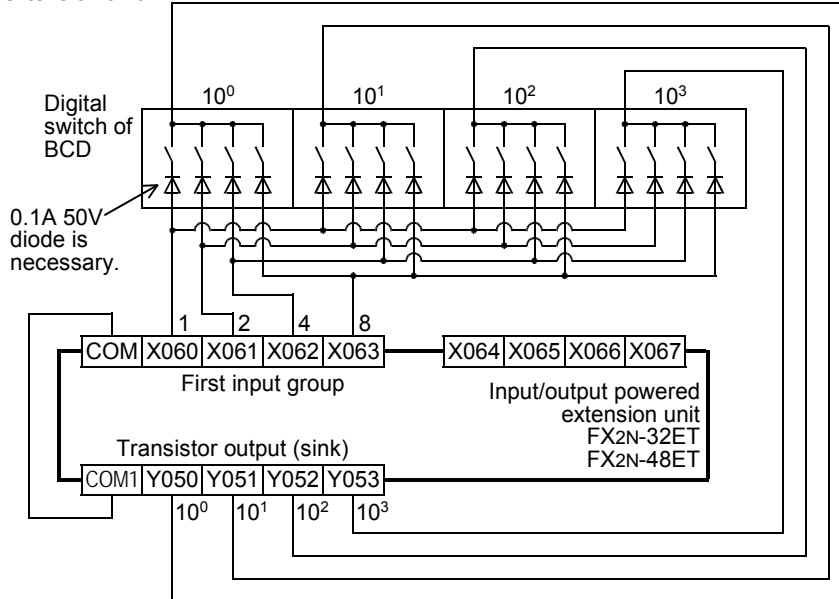 10⁰ 10¹ 10² 10³
Digital
switch of
BCD
0.1A 50V
diode is
necessary.
1 2 4 8
COM X060 X061 X062 X063 X064 X065 X066 X067
First input group
Input/output powered
extension unit
FX2N-32ET
FX2N-48ET
Transistor output (sink)
COM1 Y050 Y051 Y052 Y053
10⁰ 10¹ 10² 10³